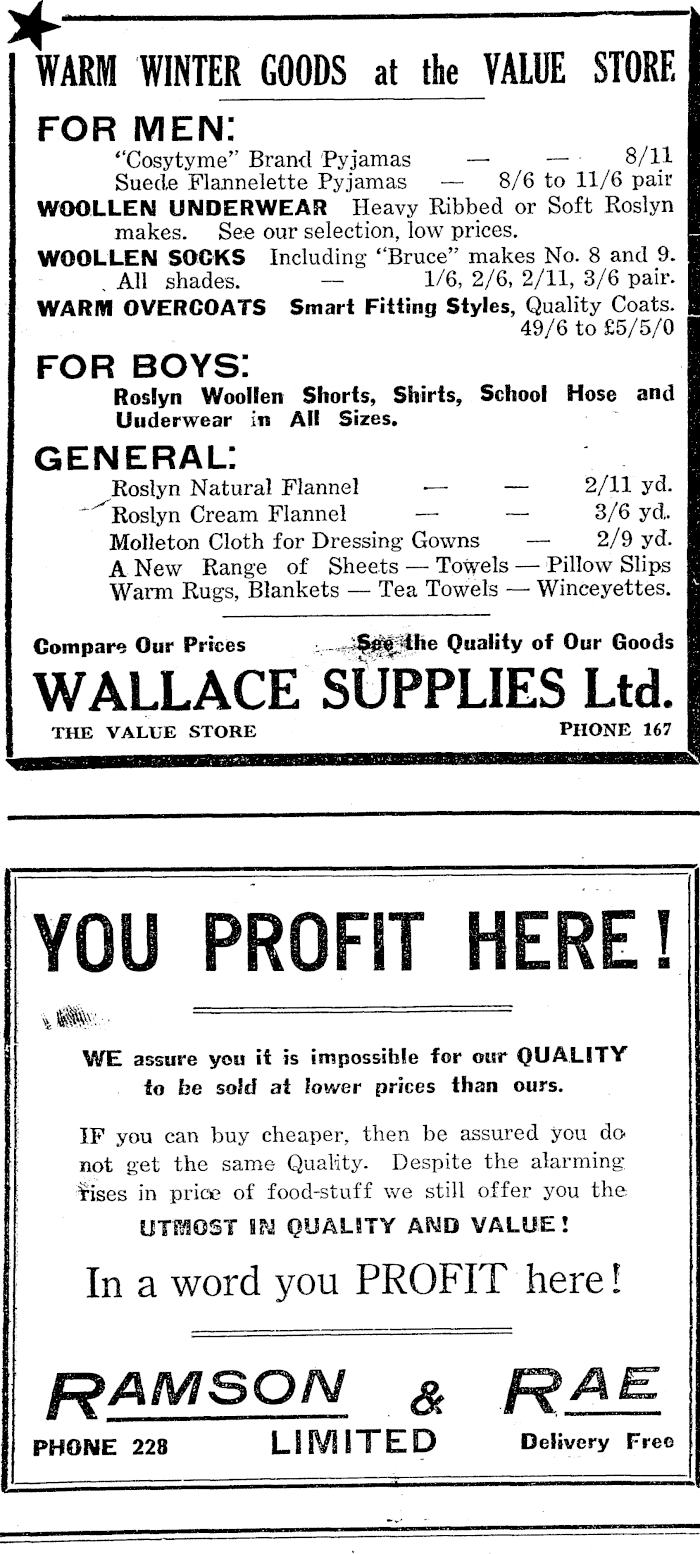 WARM WINTER GOODS at the VALUE STORE
FOR MEN:
"Cosytyme" Brand Pyjamas — — 8/11
Suede Flannelette Pyjamas — 8/6 to 11/6 pair
WOOLLEN UNDERWEAR Heavy Ribbed or Soft Roslyn
makes. See our selection, low prices.
WOOLLEN SOCKS Including "Bruce" makes No. 8 and 9.
All shades. — 1/6, 2/6, 2/11, 3/6 pair.
WARM OVERCOATS Smart Fitting Styles, Quality Coats.
49/6 to £5/5/0
FOR BOYS:
Roslyn Woollen Shorts, Shirts, School Hose and
Uuderwear in All Sizes.
GENERAL:
Roslyn Natural Flannel — — 2/11 yd.
Roslyn Cream Flannel — — 3/6 yd.
Molleton Cloth for Dressing Gowns — 2/9 yd.
A New Range of Sheets — Towels — Pillow Slips
Warm Rugs, Blankets — Tea Towels — Winceyettes.
Compare Our Prices See the Quality of Our Goods
WALLACE SUPPLIES Ltd.
THE VALUE STORE PHONE 167
YOU PROFIT HERE!
WE assure you it is impossible for our QUALITY
to be sold at lower prices than ours.
IF you can buy cheaper, then be assured you do
not get the same Quality. Despite the alarming
rises in price of food-stuff we still offer you the
UTMOST IN QUALITY AND VALUE!
In a word you PROFIT here!
RAMSON & RAE
PHONE 228 LIMITED Delivery Free